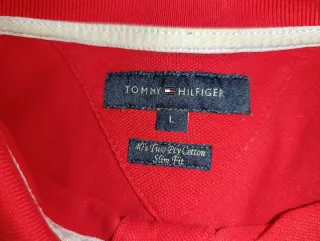 TOMMY HILFIGER
L
40's Two Ply Cotton
Slim Fit